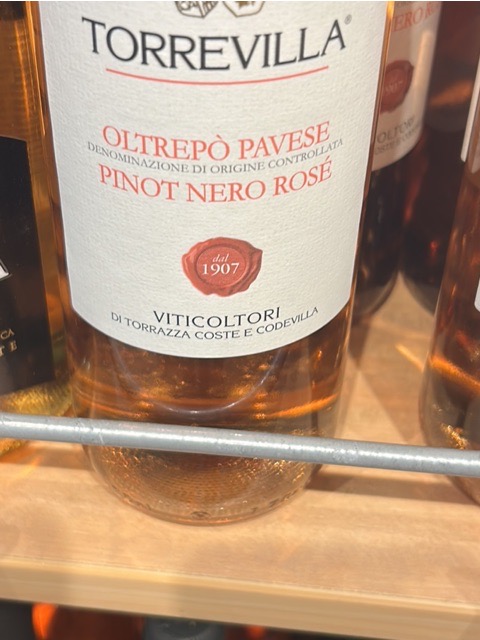 TORREVILLA®
OLTREPÒ PAVESE
DENOMINAZIONE DI ORIGINE CONTROLLATA
PINOT NERO ROSÉ
dal
1907
VITICOLTORI
DI TORRAZZA COSTE E CODEVILLA